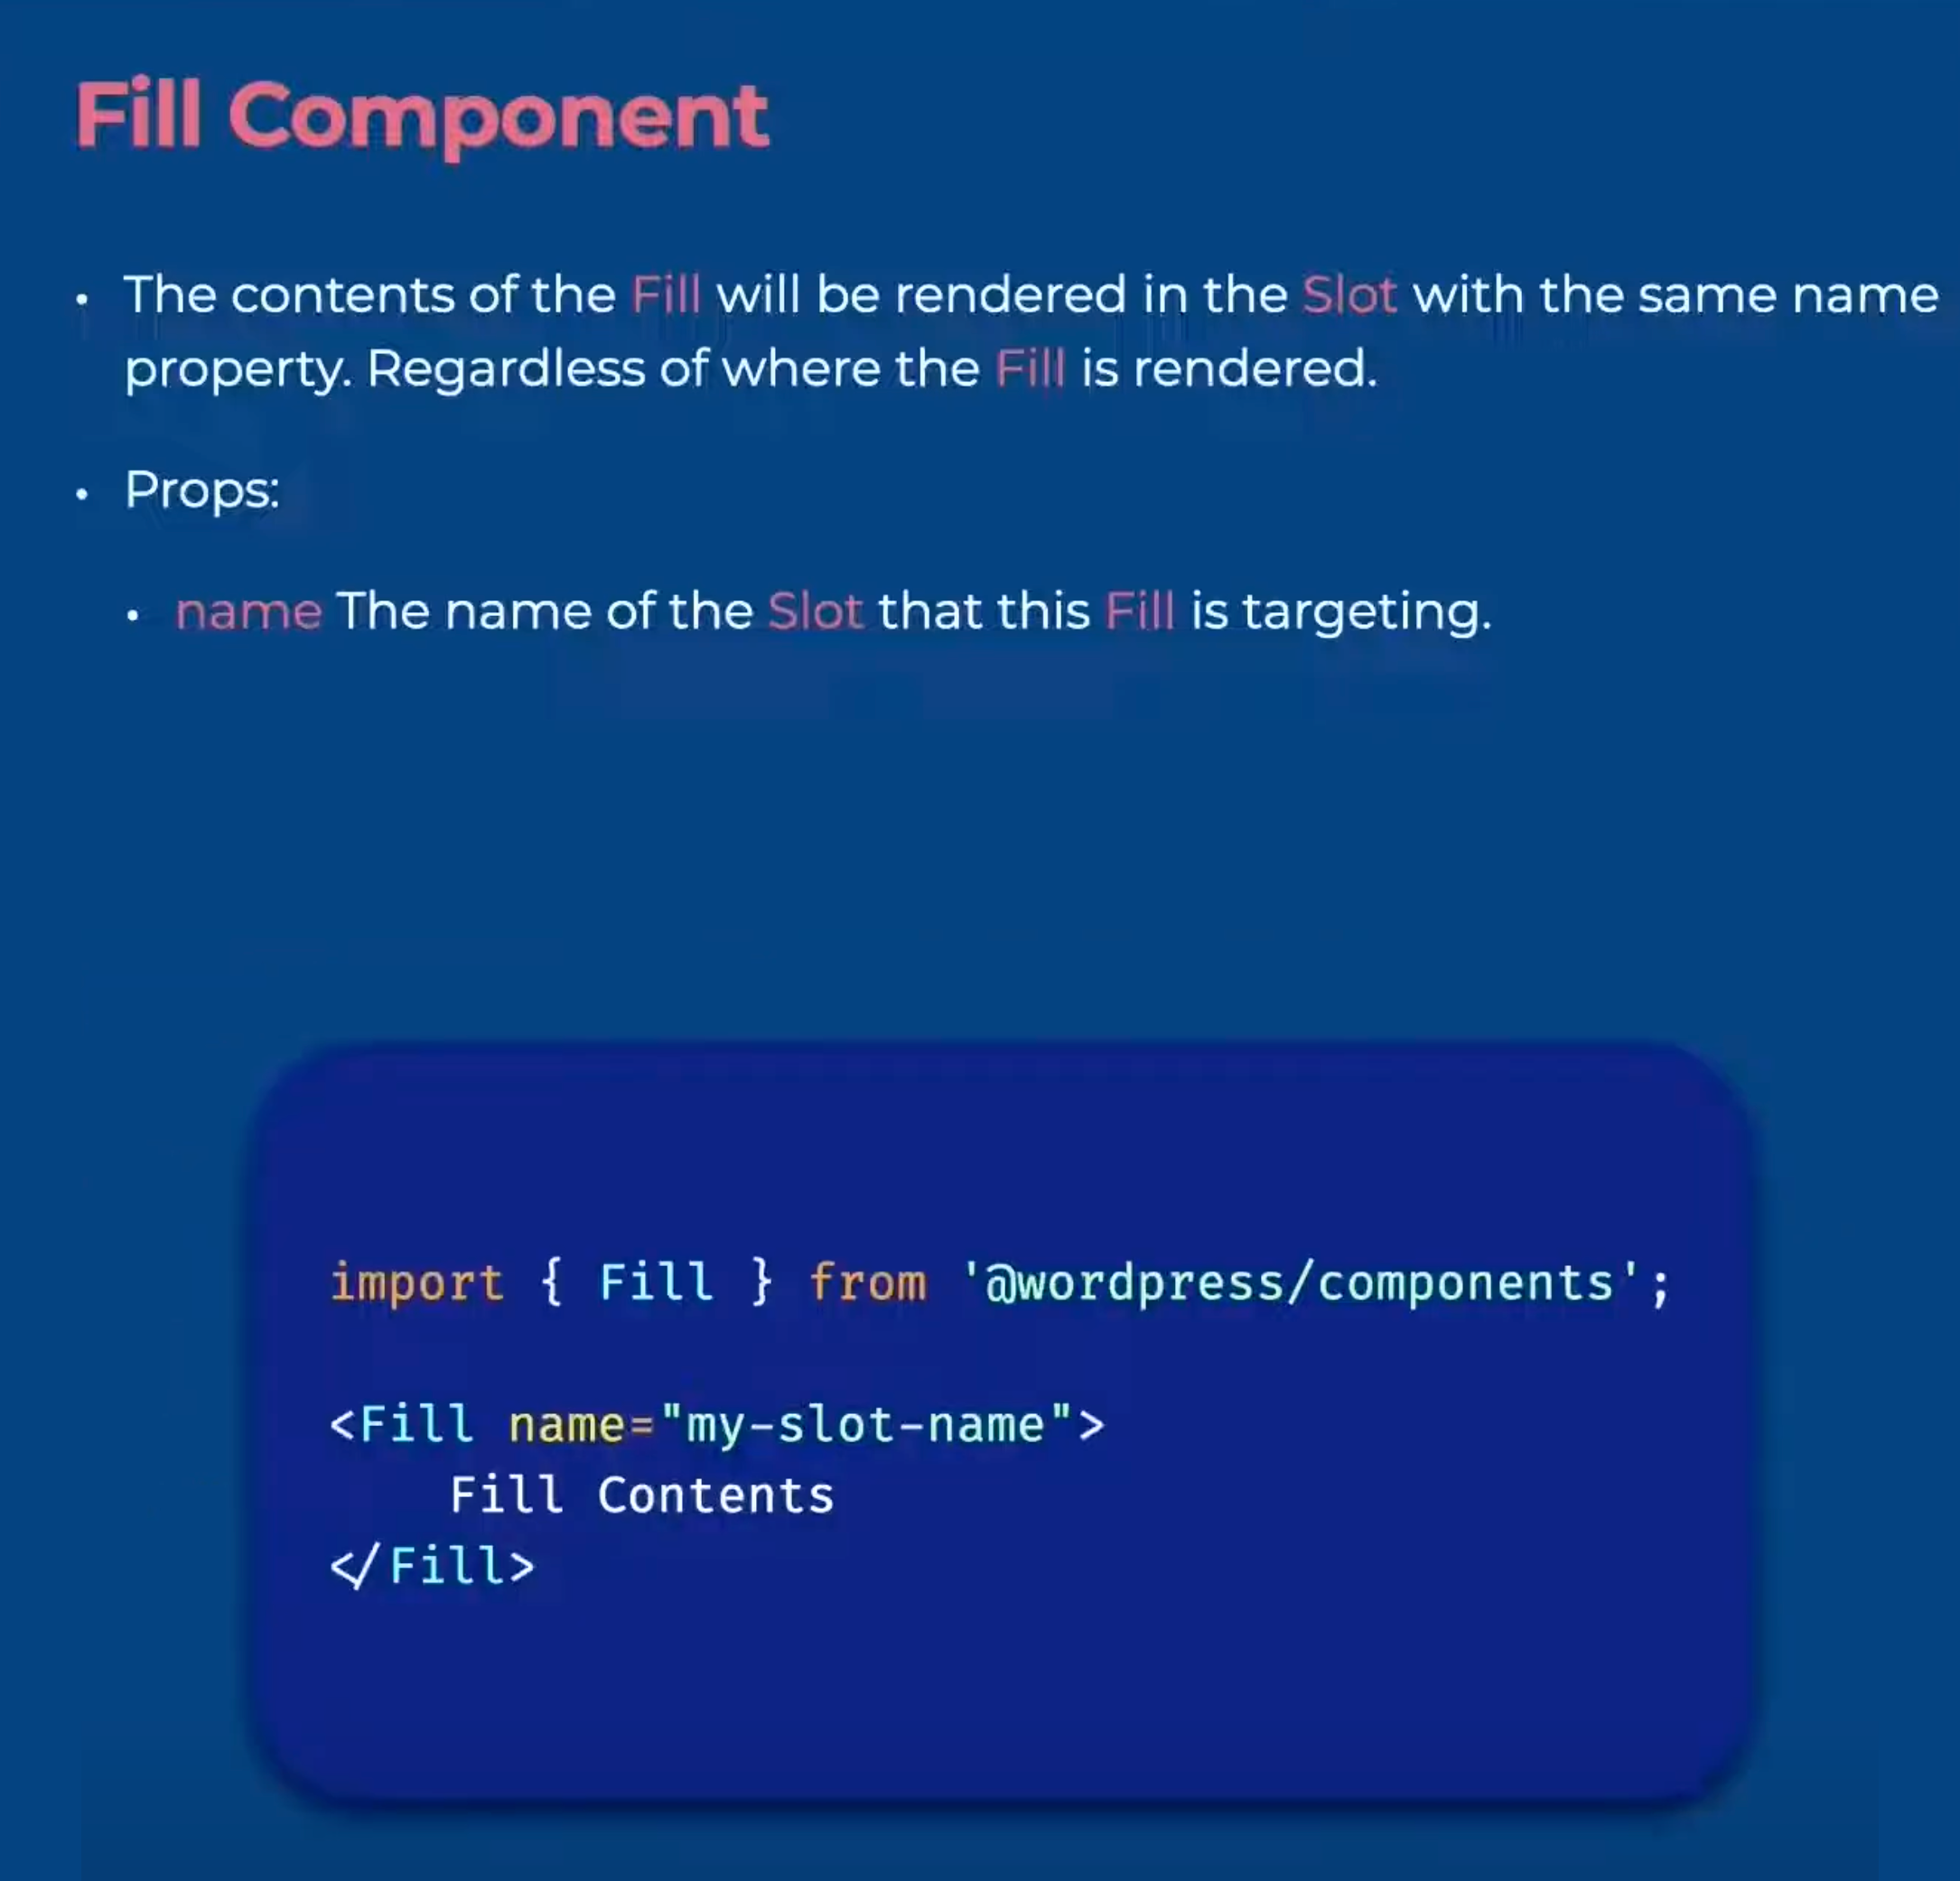 Fill Component
• The contents of the Fill will be rendered in the Slot with the same name
property. Regardless of where the Fill is rendered.
• Props:
• name The name of the Slot that this Fill is targeting.
import { Fill } from '@wordpress/components';
<Fill name="my-slot-name">
    Fill Contents
</Fill>